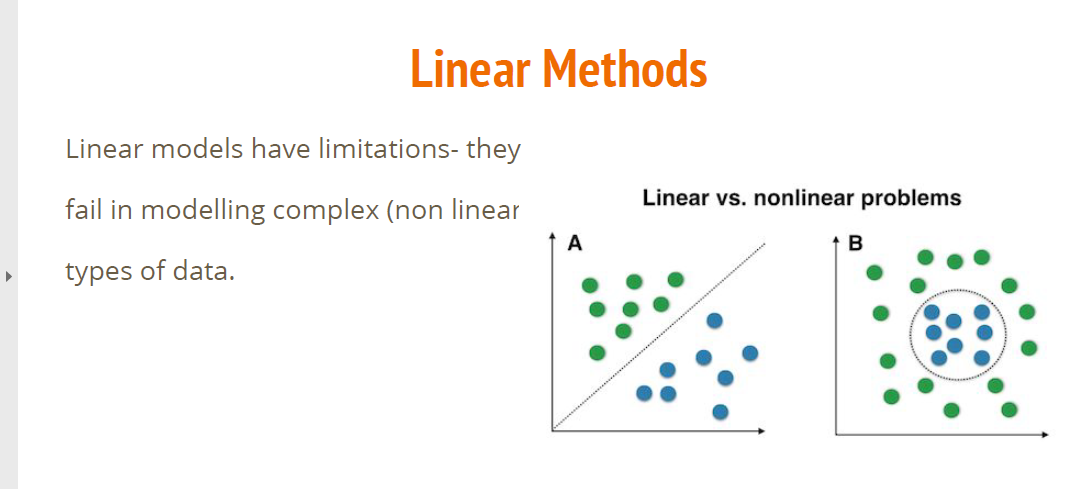 Linear Methods
Linear models have limitations- they
fail in modelling complex (non linear
types of data.
Linear vs. nonlinear problems
A
B